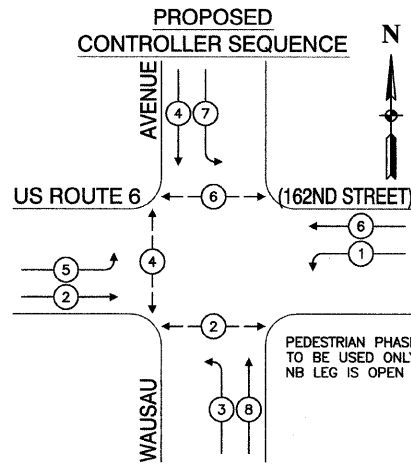 PROPOSED
CONTROLLER SEQUENCE
N
AVENUE
4 7
US ROUTE 6
6
(162ND STREET)
6
5
4
1
2
2
PEDESTRIAN PHASE
TO BE USED ONLY
NB LEG IS OPEN
WAUSAU
3 8